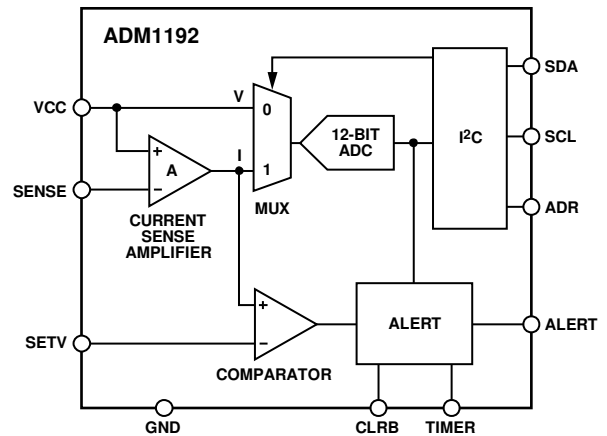 ADM1192
VCC
V
0
I
1
MUX
12-BIT
ADC
I²C
SDA
SCL
ADR
+
A
−
SENSE
CURRENT
SENSE
AMPLIFIER
SETV
+
−
COMPARATOR
ALERT
ALERT
GND
CLRB
TIMER